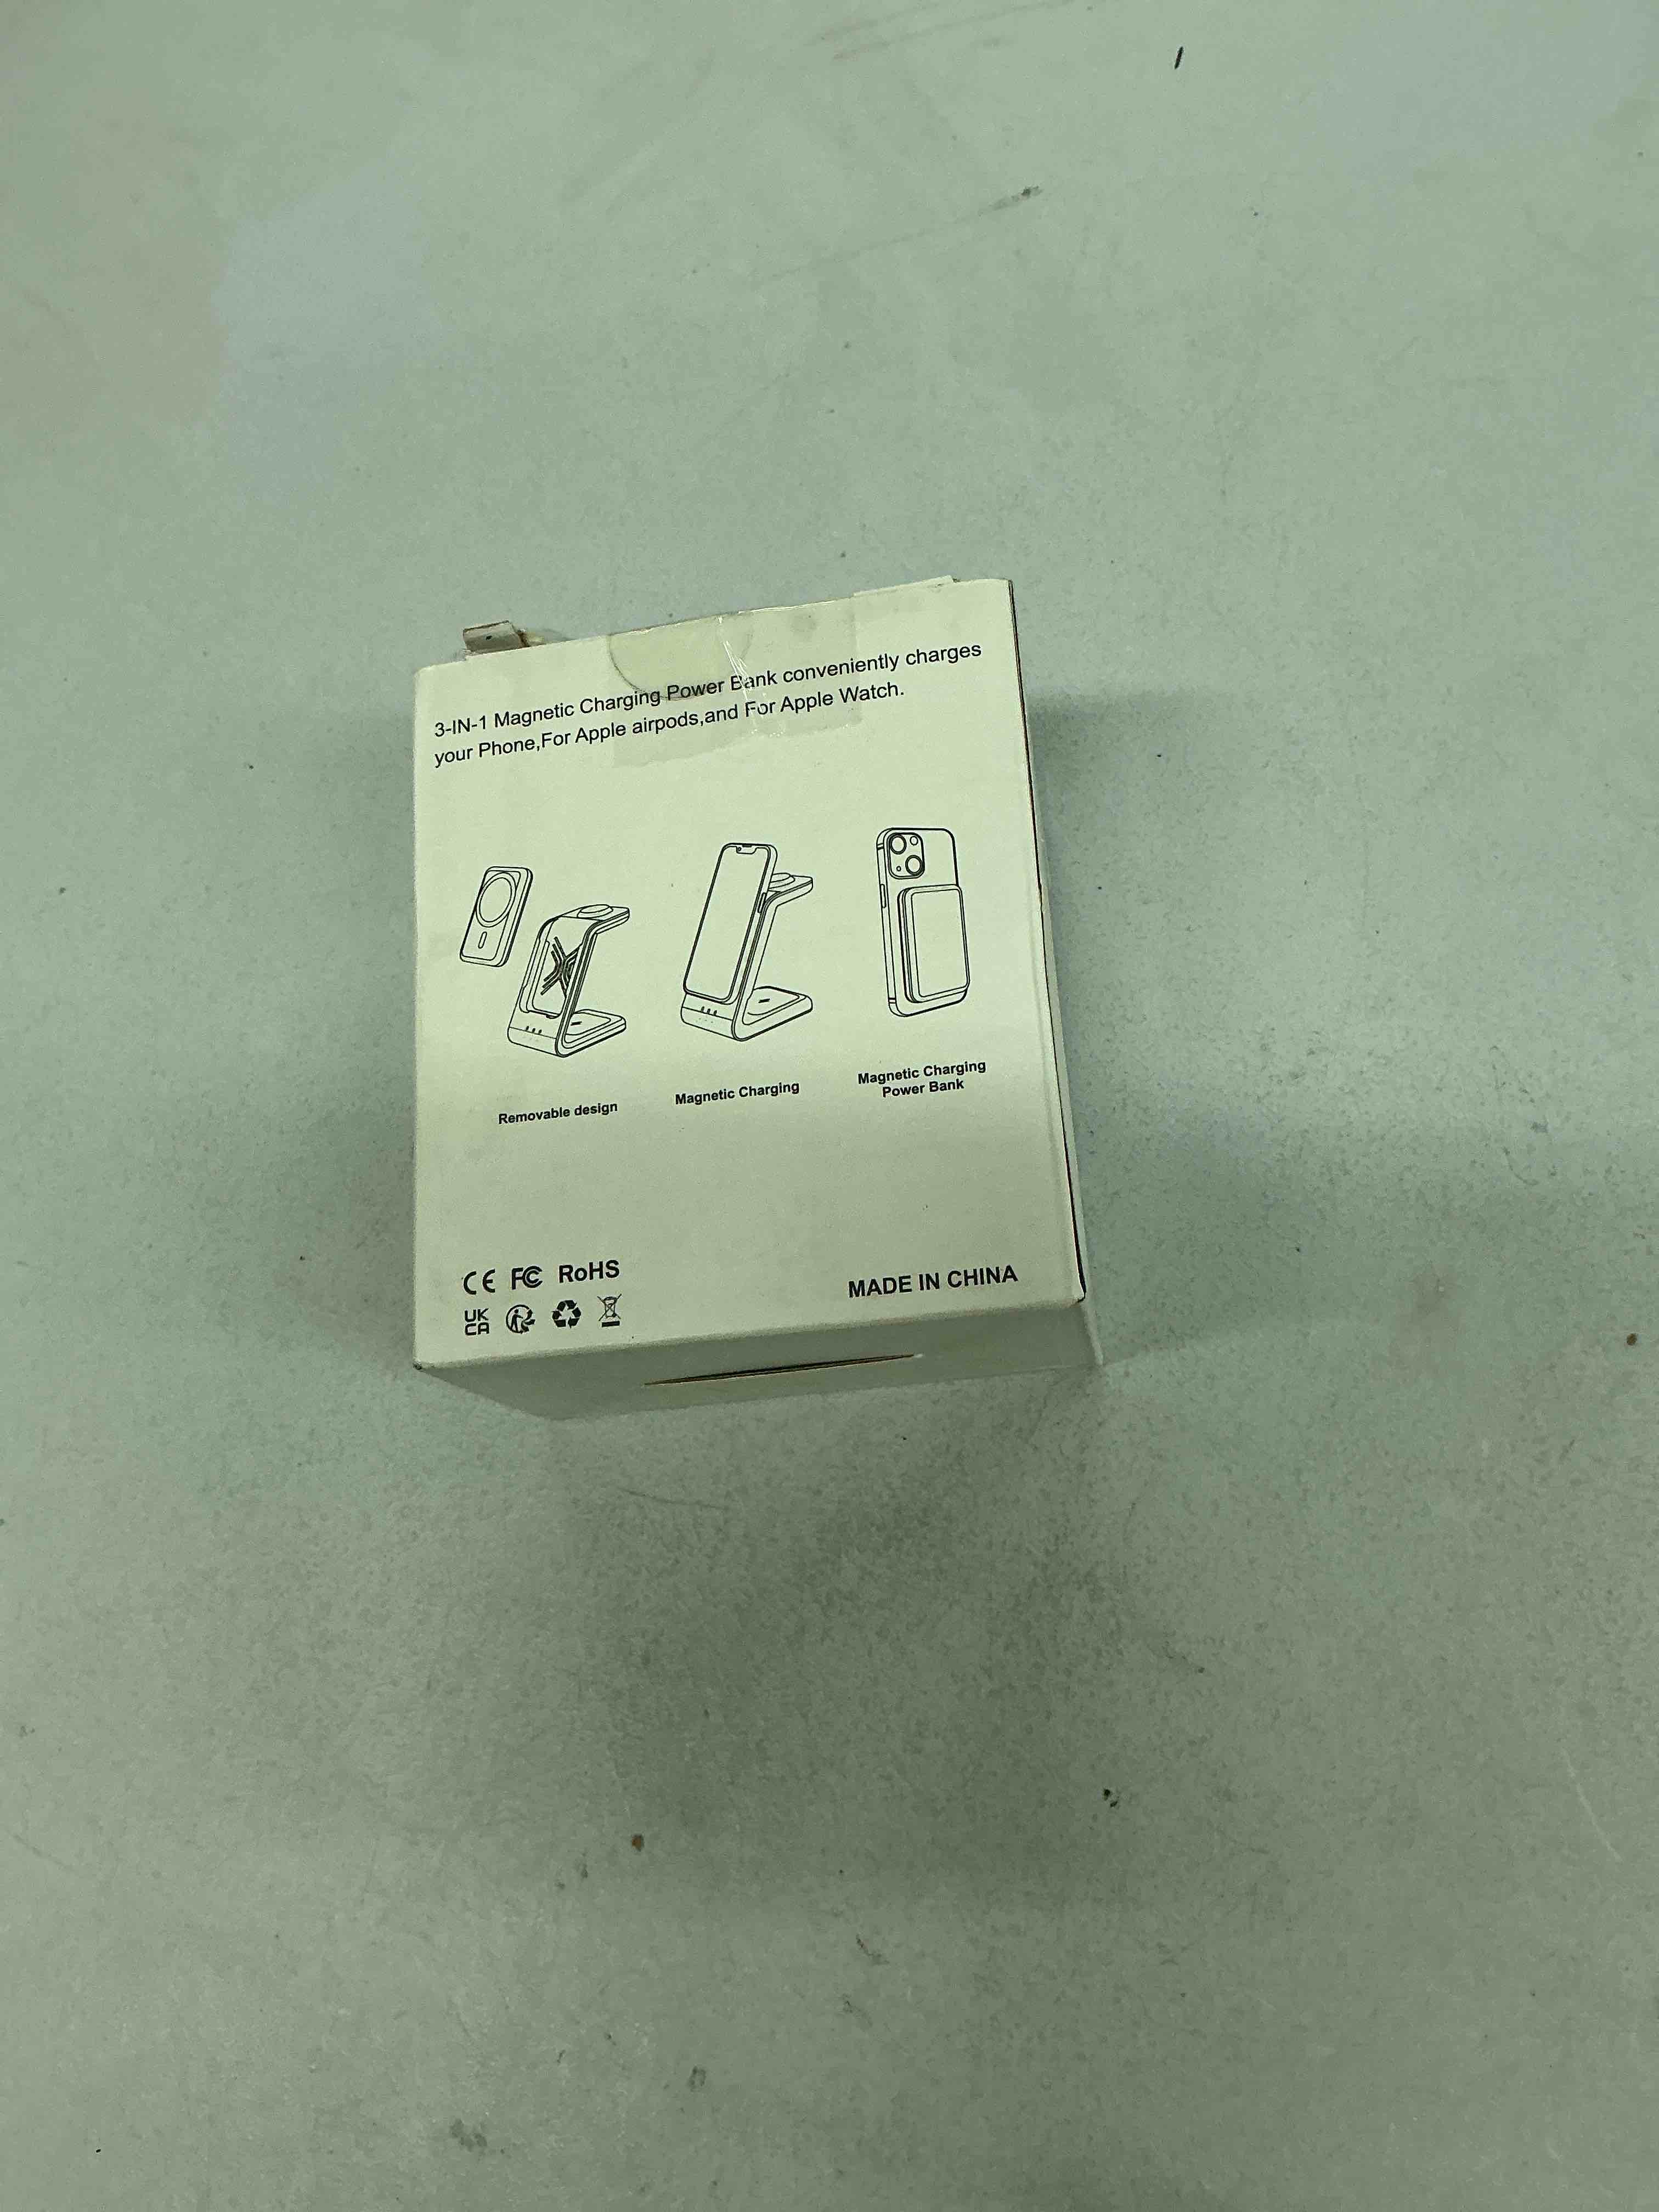 3-IN-1 Magnetic Charging Power Bank conveniently charges
your Phone,For Apple airpods,and For Apple Watch.
Removable design
Magnetic Charging
Magnetic Charging
Power Bank
CE FC RoHS
UK
CA
MADE IN CHINA